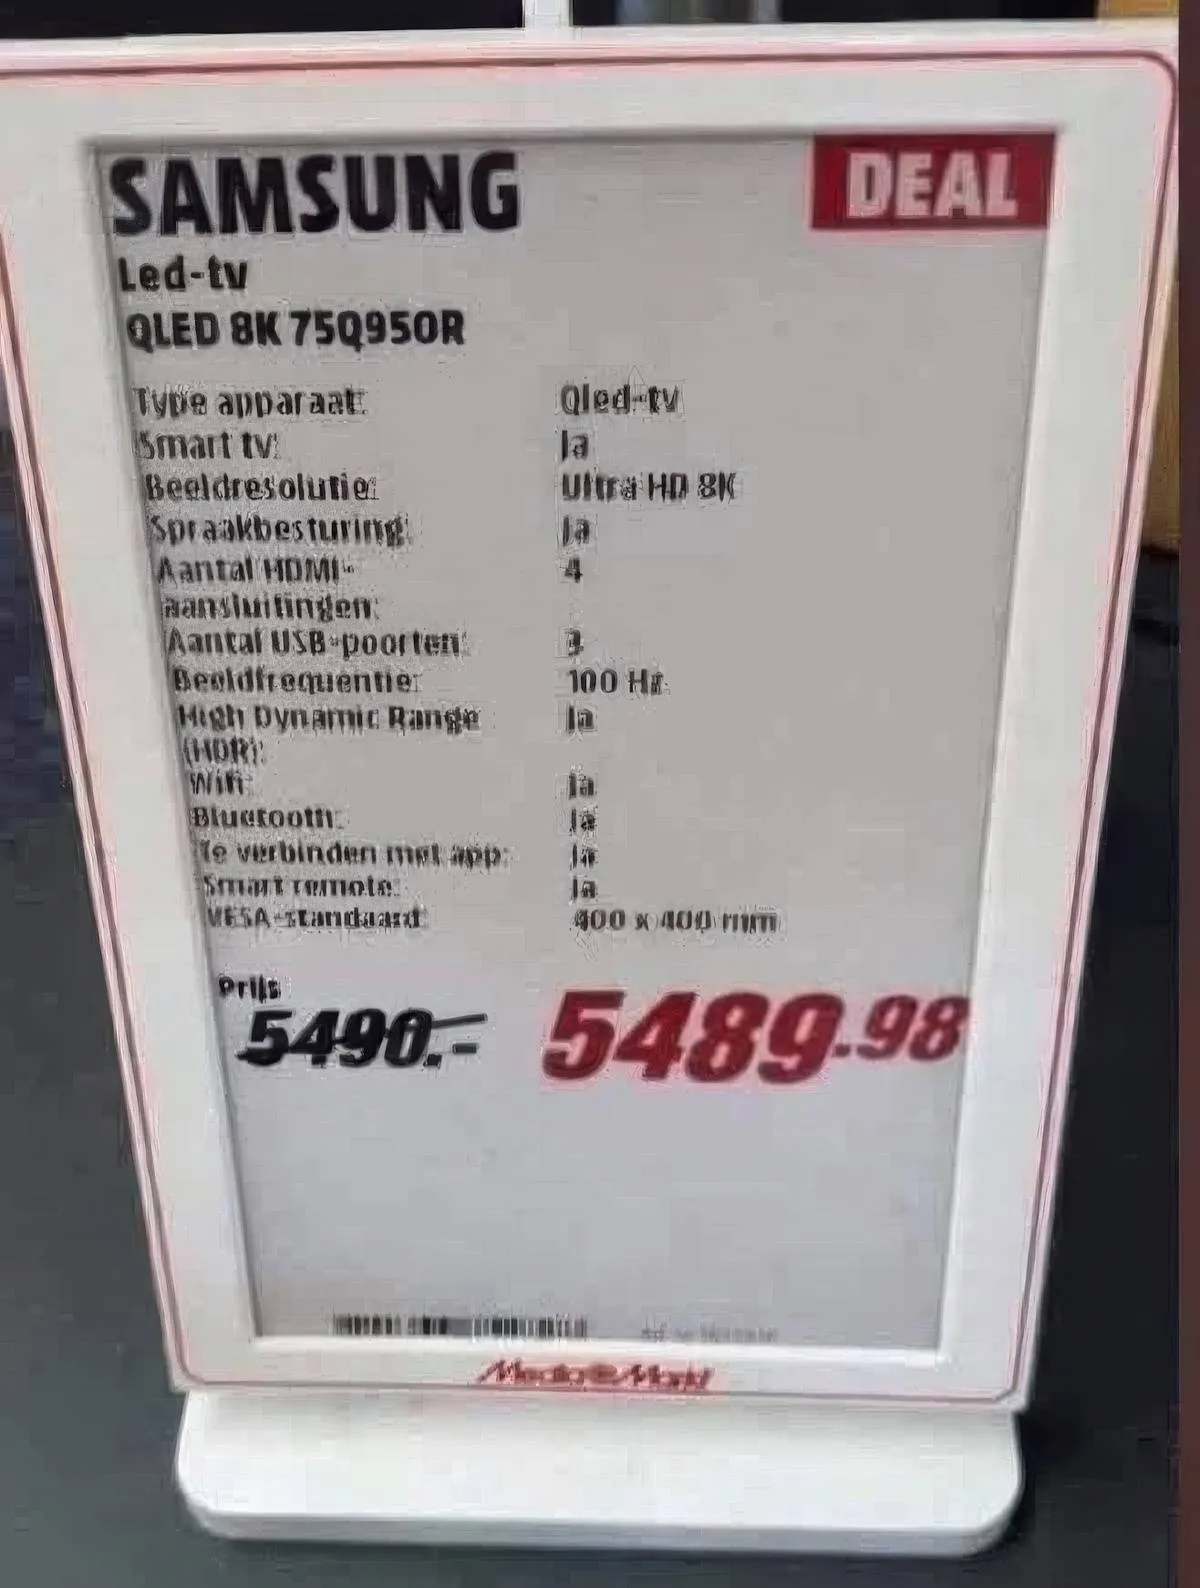 SAMSUNG
DEAL
Led-tv
QLED 8K 75Q950R
Type apparaat: Qled-tv
Smart tv: Ja
Beeldresolutie: Ultra HD 8K
Spraakbesturing: Ja
Aantal HDMI- 4
aansluitingen:
Aantal USB-poorten: 3
Beeldfrequentie: 100 Hz
High Dynamic Range Ja
(HDR):
Wifi: Ja
Bluetooth: Ja
Te verbinden met app: Ja
Smart remote: Ja
VESA-standaard: 400 x 400 mm
Prijs
5490.- 5489.98
Media Markt